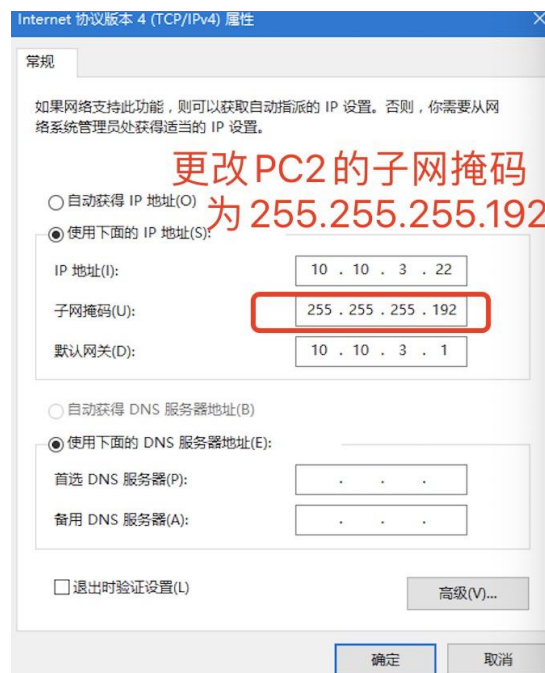 Internet 协议版本 4 (TCP/IPv4) 属性
常规
如果网络支持此功能，则可以获取自动指派的 IP 设置。否则，你需要从网
络系统管理员处获得适当的 IP 设置。
更改PC2的子网掩码
为255.255.255.192
自动获得 IP 地址(O)
使用下面的 IP 地址(S):
IP 地址(I): 10 . 10 . 3 . 22
子网掩码(U): 255 . 255 . 255 . 192
默认网关(D): 10 . 10 . 3 . 1
自动获得 DNS 服务器地址(B)
使用下面的 DNS 服务器地址(E):
首选 DNS 服务器(P): . . .
备用 DNS 服务器(A): . . .
退出时验证设置(L)
高级(V)...
确定 取消